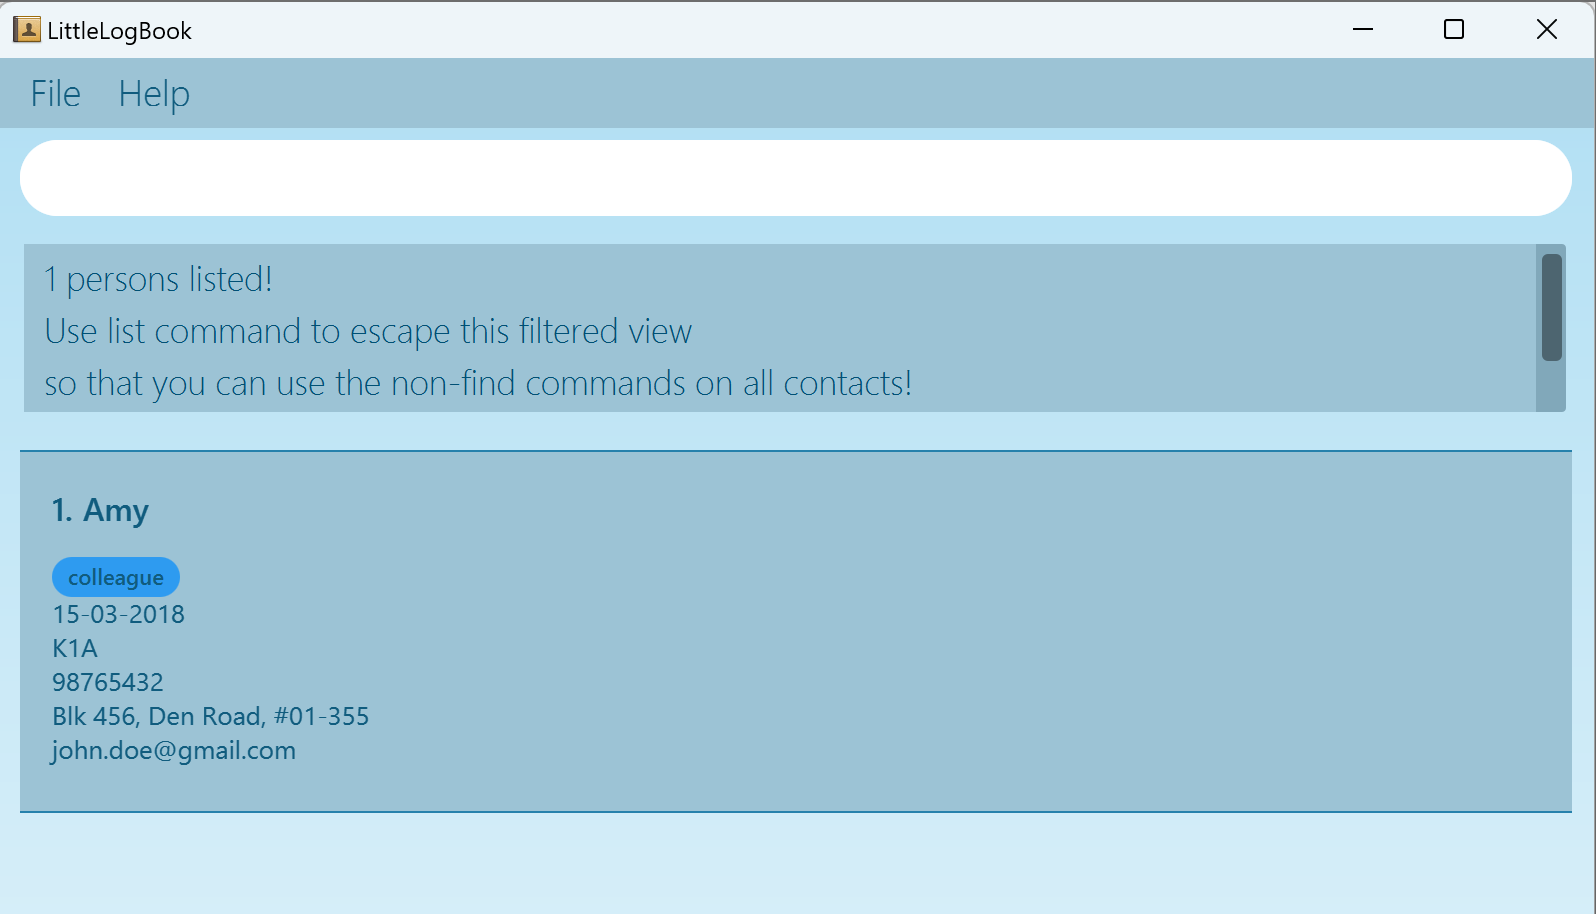 LittleLogBook
File Help
1 persons listed!
Use list command to escape this filtered view
so that you can use the non-find commands on all contacts!
1. Amy
colleague
15-03-2018
K1A
98765432
Blk 456, Den Road, #01-355
john.doe@gmail.com